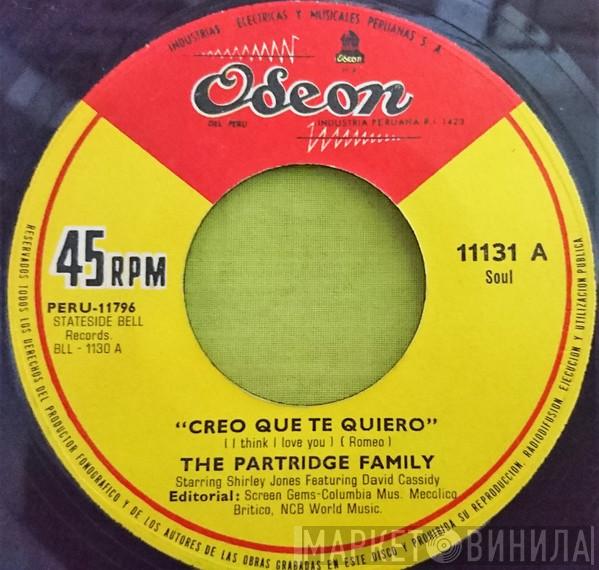 INDUSTRIAS ELECTRICAS Y MUSICALES PERUANAS S. A.
Odeon
Odeon
DEL PERU
INDUSTRIA PERUANA R.I. 1423
45 RPM
11131 A
Soul
PERU-11796
STATESIDE BELL
Records.
BLL - 1130 A
"CREO QUE TE QUIERO"
( I think I love you ) ( Romeo )
THE PARTRIDGE FAMILY
Starring Shirley Jones Featuring David Cassidy
Editorial: Screen Gems-Columbia Mus. Mecolico
Britico, NCB World Music.
RESERVADOS TODOS LOS DERECHOS DEL PRODUCTOR FONOGRAFICO Y DE LOS AUTORES DE LAS OBRAS GRABADAS EN ESTE DISCO Y PROHIBIDA SU REPRODUCCION, RADIODIFUSION, EJECUCION Y UTILIZACION PUBLICA.
МАРКЕТ ВИНИЛА